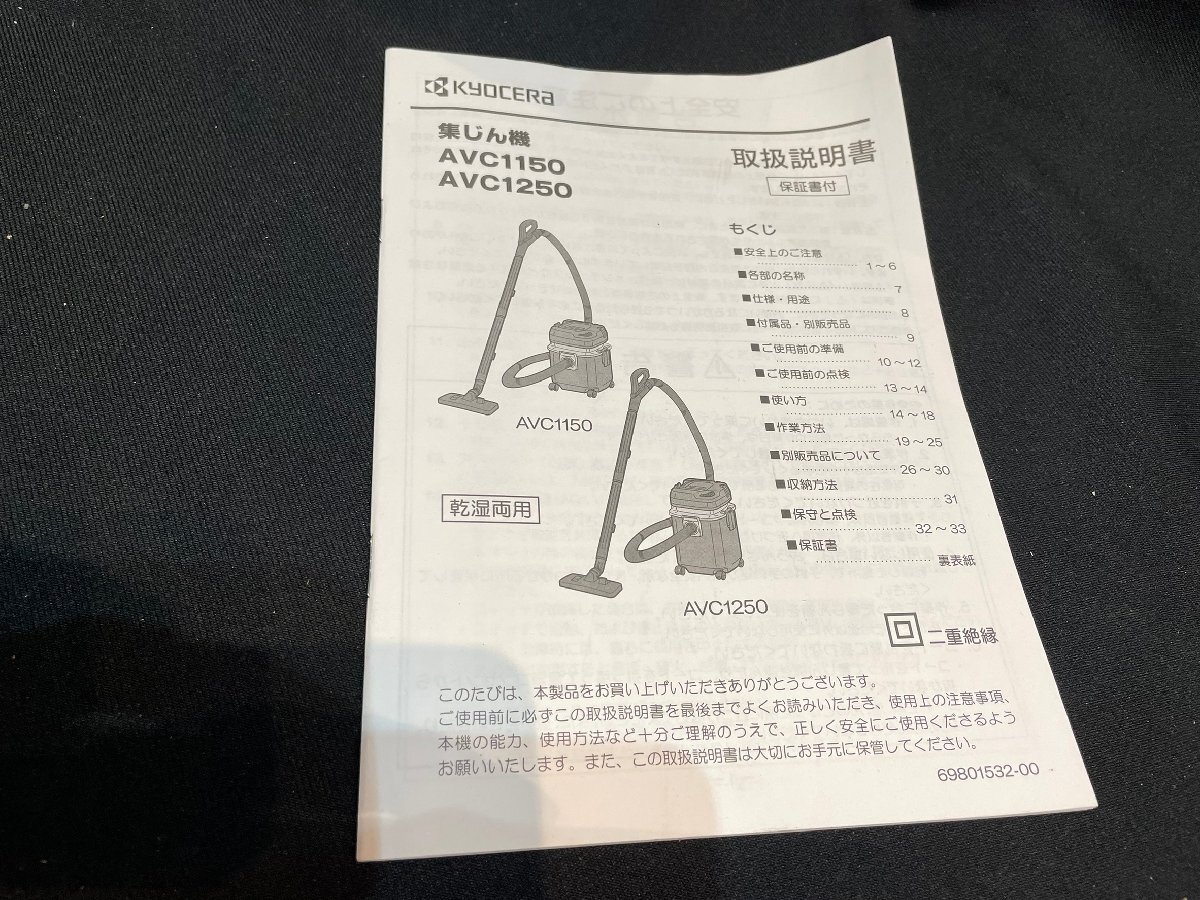 KYOCERA
集じん機
AVC1150
AVC1250
取扱説明書
保証書付
もくじ
■安全上のご注意 1～6
■各部の名称 7
■仕様・用途 8
■付属品・別販売品 9
■ご使用前の準備 10～12
■ご使用前の点検 13～14
■使い方 14～18
■作業方法 19～25
■別販売品について 26～30
■収納方法 31
■保守と点検 32～33
■保証書 裏表紙
AVC1150
乾湿両用
AVC1250
二重絶縁
このたびは、本製品をお買い上げいただきありがとうございます。
ご使用前に必ずこの取扱説明書を最後までよくお読みいただき、使用上の注意事項、
本機の能力、使用方法など十分ご理解のうえで、正しく安全にご使用くださるよう
お願いいたします。また、この取扱説明書は大切にお手元に保管してください。
69801532-00